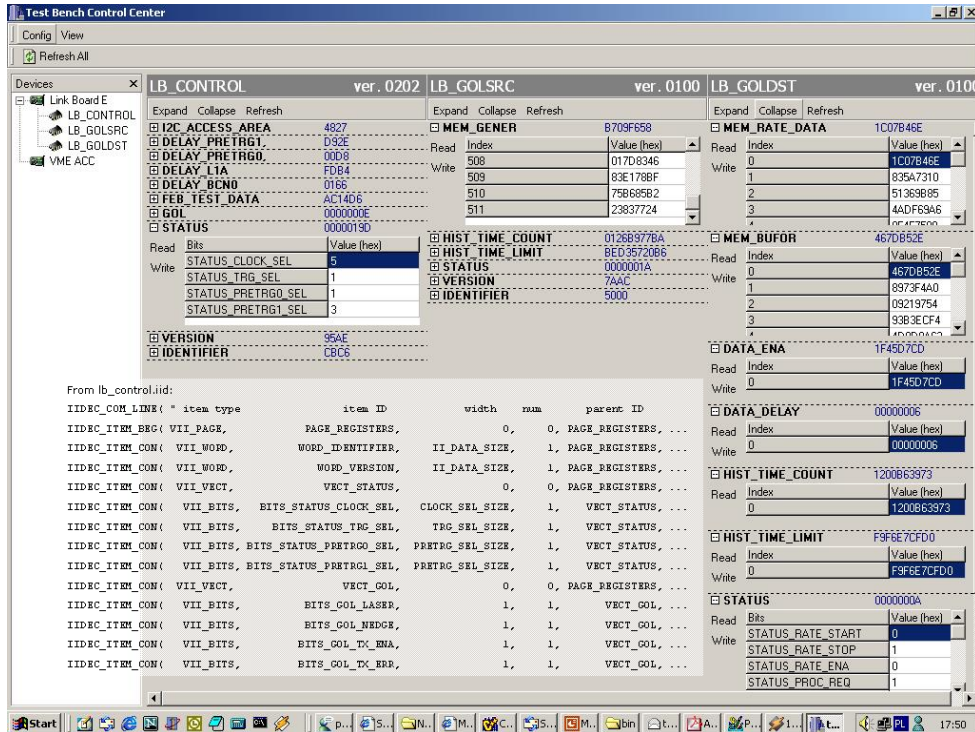 Test Bench Control Center
Config View
Refresh All
Devices
Link Board E
LB_CONTROL
LB_GOLSRC
LB_GOLDST
VME ACC
LB_CONTROL ver. 0202
Expand Collapse Refresh
I2C_ACCESS_AREA 4827
DELAY_PRETRG1, D92E
DELAY_PRETRG0, 00D8
DELAY_L1A FDB4
DELAY_BCN0 0166
FEB_TEST_DATA AC14D6
GOL 0000000E
STATUS 0000019D
Read Bits Value (hex)
Write STATUS_CLOCK_SEL 5
STATUS_TRG_SEL 1
STATUS_PRETRG0_SEL 1
STATUS_PRETRG1_SEL 3
VERSION 95AE
IDENTIFIER CBC6
LB_GOLSRC ver. 0100
Expand Collapse Refresh
MEM_GENER B709F658
Read Index Value (hex)
Write 508 017D8346
509 83E178BF
510 75B685B2
511 23837724
HIST_TIME_COUNT 0126B977BA
HIST_TIME_LIMIT BED35720B6
STATUS 0000001A
VERSION 7AAC
IDENTIFIER 5000
LB_GOLDST ver. 010
Expand Collapse Refresh
MEM_RATE_DATA 1C07B46E
Read Index Value (hex)
Write 0 1C07B46E
1 835A7310
2 51369B85
3 4ADF69A6
MEM_BUFOR 467DB52E
Read Index Value (hex)
Write 0 467DB52E
1 8973F4A0
2 09219754
3 93B3ECF4
DATA_ENA 1F45D7CD
Read Index Value (hex)
Write 0 1F45D7CD
DATA_DELAY 00000006
Read Index Value (hex)
Write 0 00000006
HIST_TIME_COUNT 1200B63973
Read Index Value (hex)
0 1200B63973
HIST_TIME_LIMIT F9F6E7CFD0
Read Index Value (hex)
Write 0 F9F6E7CFD0
STATUS 0000000A
Read Bits Value (hex)
Write STATUS_RATE_START 0
STATUS_RATE_STOP 1
STATUS_RATE_ENA 0
STATUS_PROC_REQ 1
From lb_control.iid:
IIDEC_COM_LINE( " item type item ID width num parent ID
IIDEC_ITEM_BEG( VII_PAGE, PAGE_REGISTERS, 0, 0, PAGE_REGISTERS, ...
IIDEC_ITEM_CON( VII_WORD, WORD_IDENTIFIER, II_DATA_SIZE, 1, PAGE_REGISTERS, ...
IIDEC_ITEM_CON( VII_WORD, WORD_VERSION, II_DATA_SIZE, 1, PAGE_REGISTERS, ...
IIDEC_ITEM_CON( VII_VECT, VECT_STATUS, 0, 0, PAGE_REGISTERS, ...
IIDEC_ITEM_CON( VII_BITS, BITS_STATUS_CLOCK_SEL, CLOCK_SEL_SIZE, 1, VECT_STATUS, ...
IIDEC_ITEM_CON( VII_BITS, BITS_STATUS_TRG_SEL, TRG_SEL_SIZE, 1, VECT_STATUS, ...
IIDEC_ITEM_CON( VII_BITS, BITS_STATUS_PRETRG0_SEL, PRETRG_SEL_SIZE, 1, VECT_STATUS, ...
IIDEC_ITEM_CON( VII_BITS, BITS_STATUS_PRETRG1_SEL, PRETRG_SEL_SIZE, 1, VECT_STATUS, ...
IIDEC_ITEM_CON( VII_VECT, VECT_GOL, 0, 0, PAGE_REGISTERS, ...
IIDEC_ITEM_CON( VII_BITS, BITS_GOL_LASER, 1, 1, VECT_GOL, ...
IIDEC_ITEM_CON( VII_BITS, BITS_GOL_NEDGE, 1, 1, VECT_GOL, ...
IIDEC_ITEM_CON( VII_BITS, BITS_GOL_TX_ENA, 1, 1, VECT_GOL, ...
IIDEC_ITEM_CON( VII_BITS, BITS_GOL_TX_ERR, 1, 1, VECT_GOL, ...
Start p... S... N... M... C... S... M... bin t... A... P... 1... t... PL 17:50